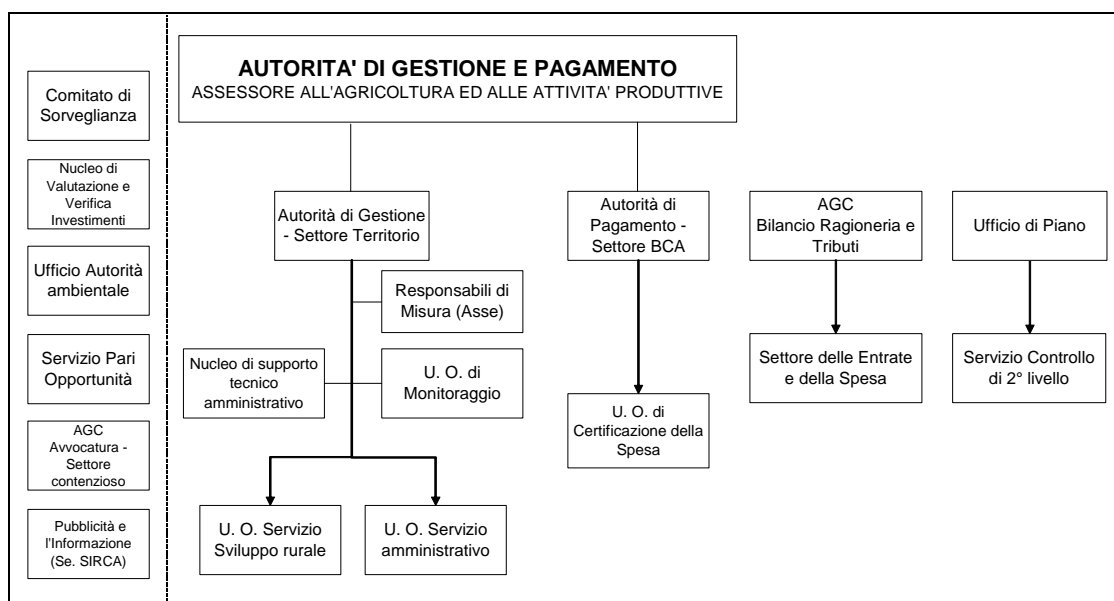 AUTORITA' DI GESTIONE E PAGAMENTO
ASSESSORE ALL'AGRICOLTURA ED ALLE ATTIVITA' PRODUTTIVE
Comitato di
Sorveglianza
Nucleo di
Valutazione e
Verifica
Investimenti
Ufficio Autorità
ambientale
Servizio Pari
Opportunità
AGC
Avvocatura -
Settore
contenzioso
Pubblicità e
l'Informazione
(Se. SIRCA)
Autorità di Gestione
- Settore Territorio
Autorità di
Pagamento -
Settore BCA
AGC
Bilancio Ragioneria e
Tributi
Ufficio di Piano
Responsabili di
Misura (Asse)
Nucleo di supporto
tecnico
amministrativo
U. O. di
Monitoraggio
Settore delle Entrate
e della Spesa
Servizio Controllo
di 2° livello
U. O. di
Certificazione della
Spesa
U. O. Servizio
Sviluppo rurale
U. O. Servizio
amministrativo